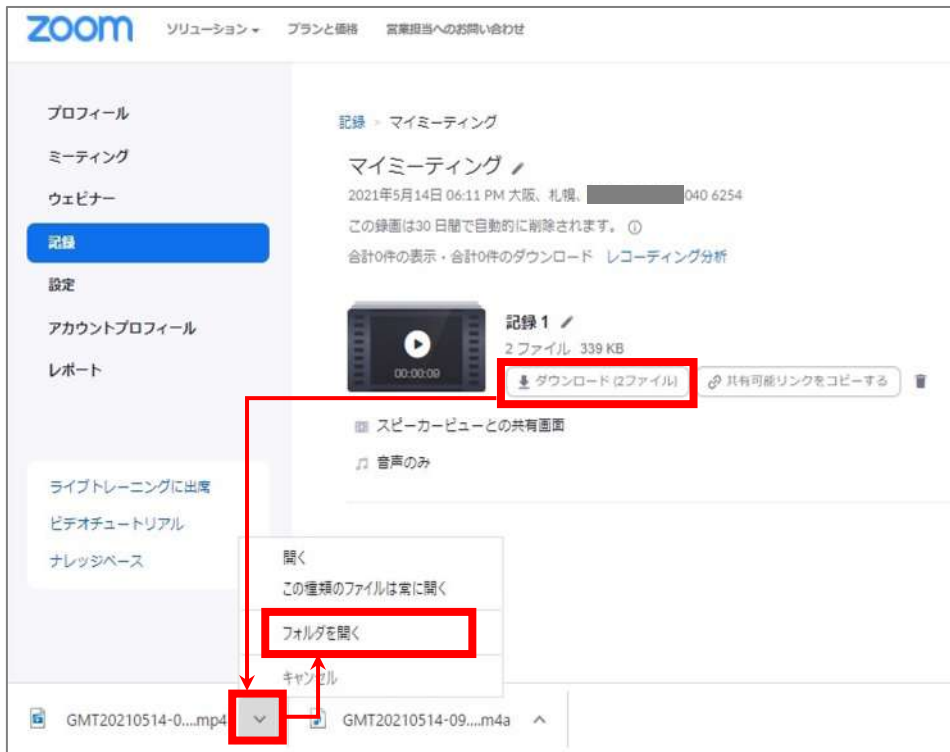 zoom ソリューション プランと価格 営業担当へのお問い合わせ
プロフィール
ミーティング
ウェビナー
記録
設定
アカウントプロフィール
レポート
ライブトレーニングに出席
ビデオチュートリアル
ナレッジベース
記録 > マイミーティング
マイミーティング
2021年5月14日 06:11 PM 大阪、札幌、 040 6254
この録画は30 日間で自動的に削除されます。
合計0件の表示・合計0件のダウンロード レコーディング分析
00:00:09
記録 1
2 ファイル 339 KB
ダウンロード (2ファイル) 共有可能リンクをコピーする
スピーカービューとの共有画面
音声のみ
開く
この種類のファイルは常に開く
フォルダを開く
キャンセル
GMT20210514-0....mp4 GMT20210514-09....m4a